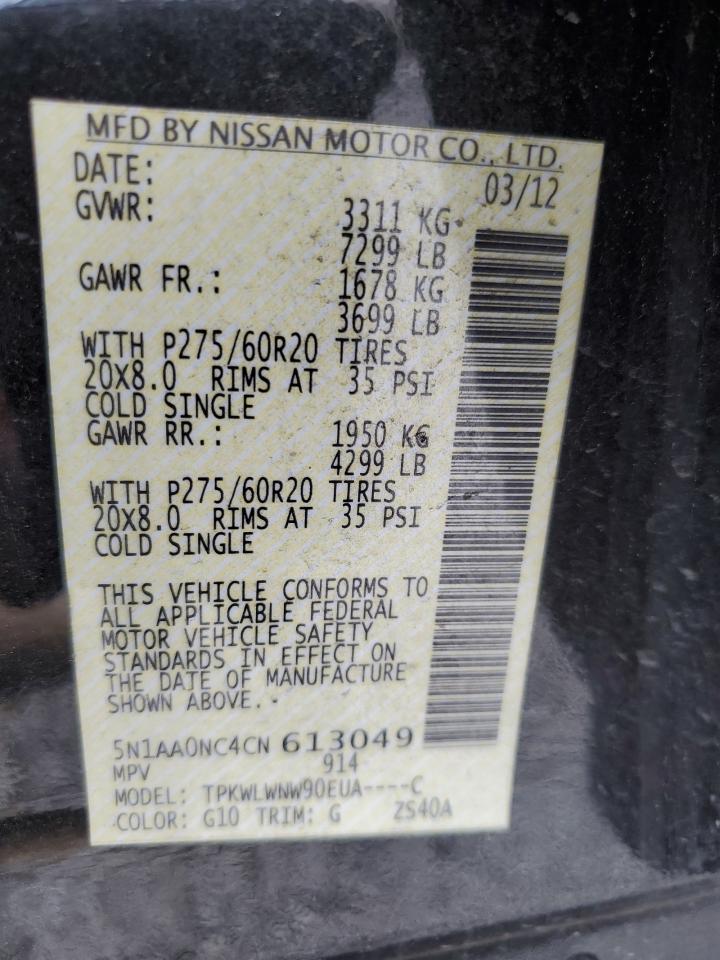 MFD BY NISSAN MOTOR CO., LTD.
DATE: 03/12
GVWR: 3311 KG
7299 LB
GAWR FR.: 1678 KG
3699 LB
WITH P275/60R20 TIRES
20X8.0 RIMS AT 35 PSI
COLD SINGLE
GAWR RR.: 1950 KG
4299 LB
WITH P275/60R20 TIRES
20X8.0 RIMS AT 35 PSI
COLD SINGLE
THIS VEHICLE CONFORMS TO
ALL APPLICABLE FEDERAL
MOTOR VEHICLE SAFETY
STANDARDS IN EFFECT ON
THE DATE OF MANUFACTURE
SHOWN ABOVE.
5N1AA0NC4CN 613049
MPV 914
MODEL: TPKWLWNW90EUA----C
COLOR: G10 TRIM: G ZS40A